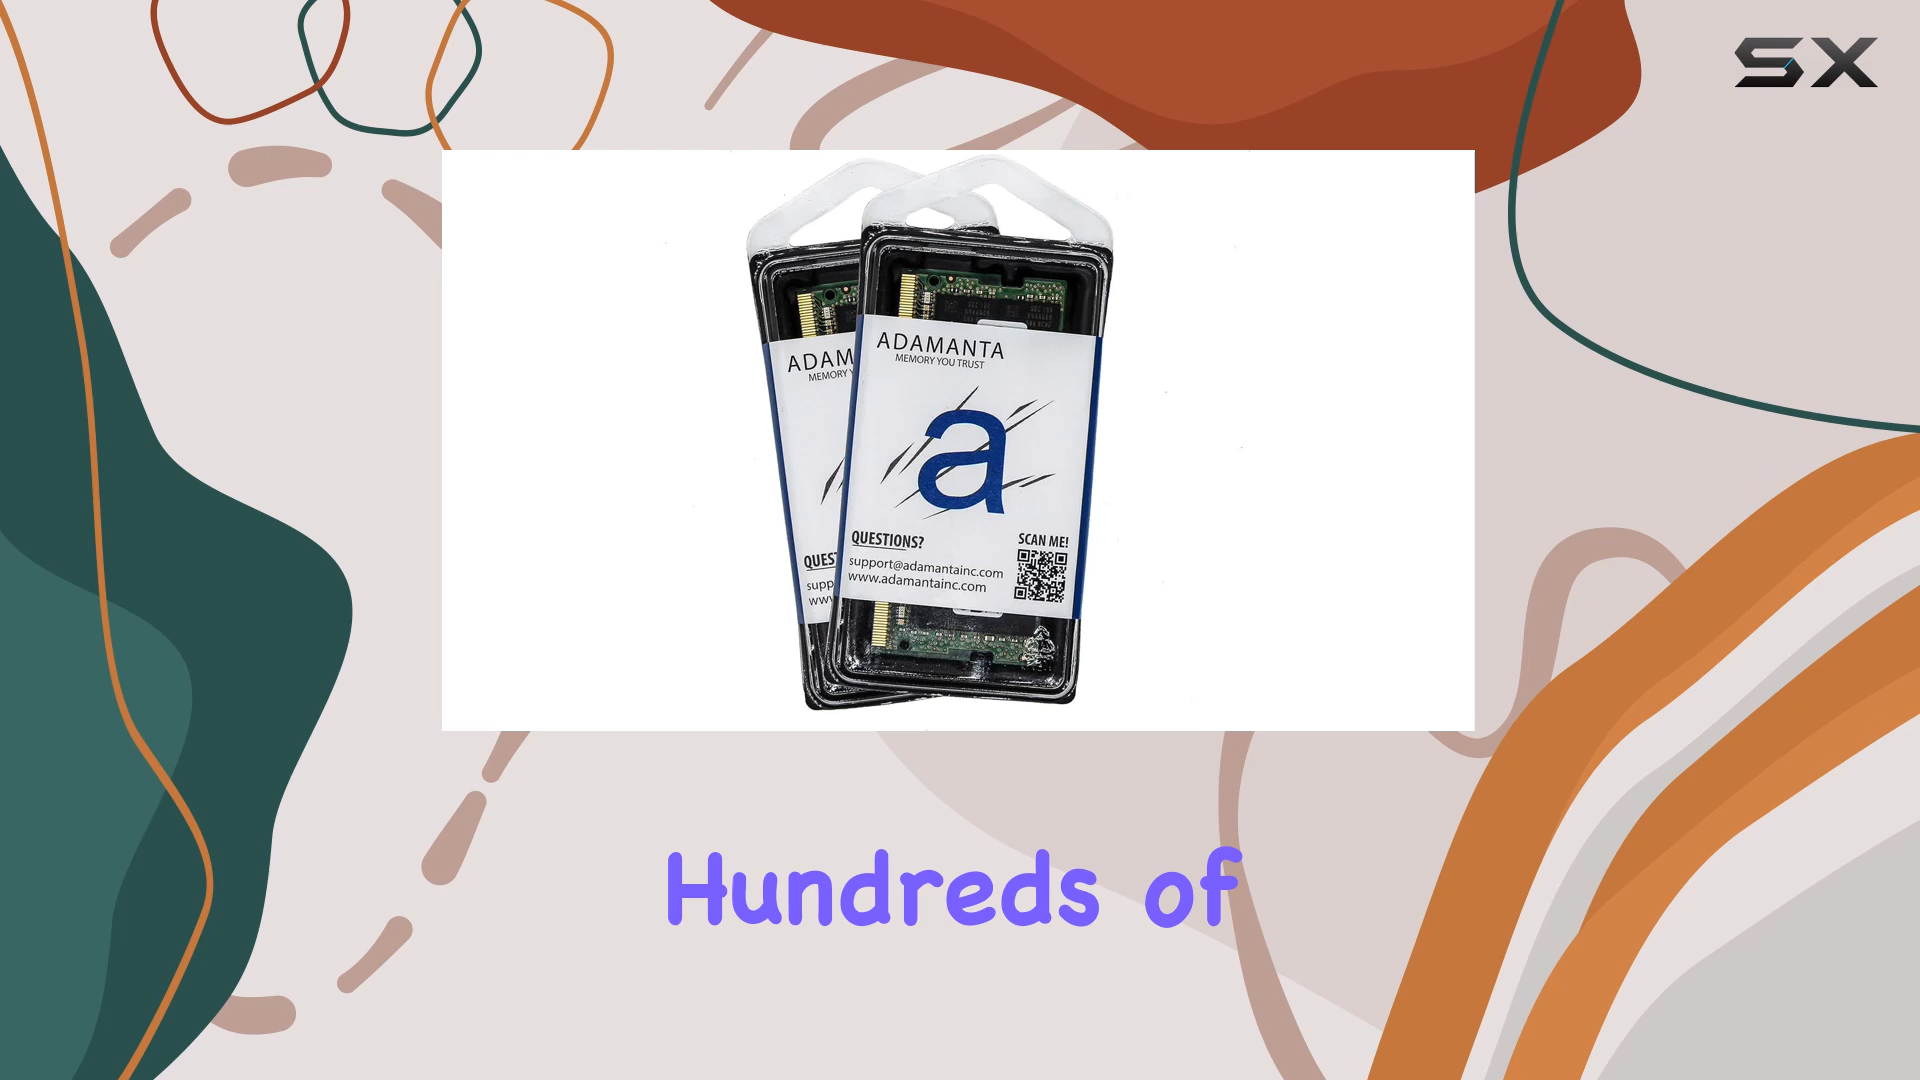 SX
ADAMANTA
MEMORY YOU TRUST
a
QUESTIONS?
SCAN ME!
support@adamantainc.com
www.adamantainc.com
ADAM
MEMORY Y
QUES
supp
www
Hundreds of